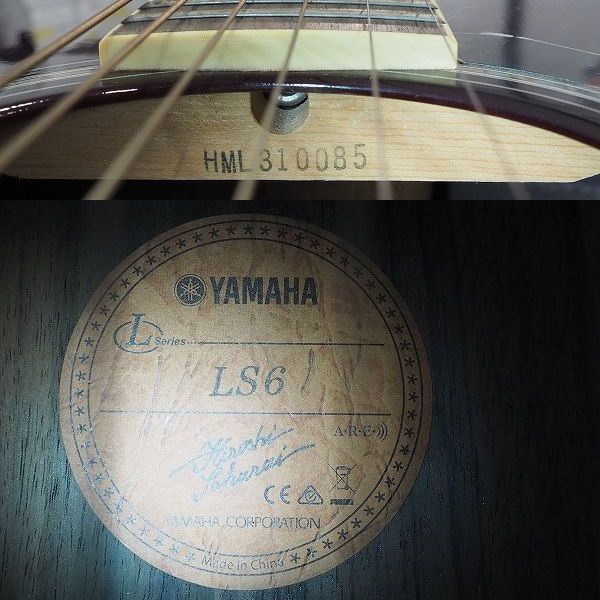 HML310085
YAMAHA
L Series
LS6
A·R·E·)))
Hiroshi Sakurai
CE
YAMAHA CORPORATION
Made in China